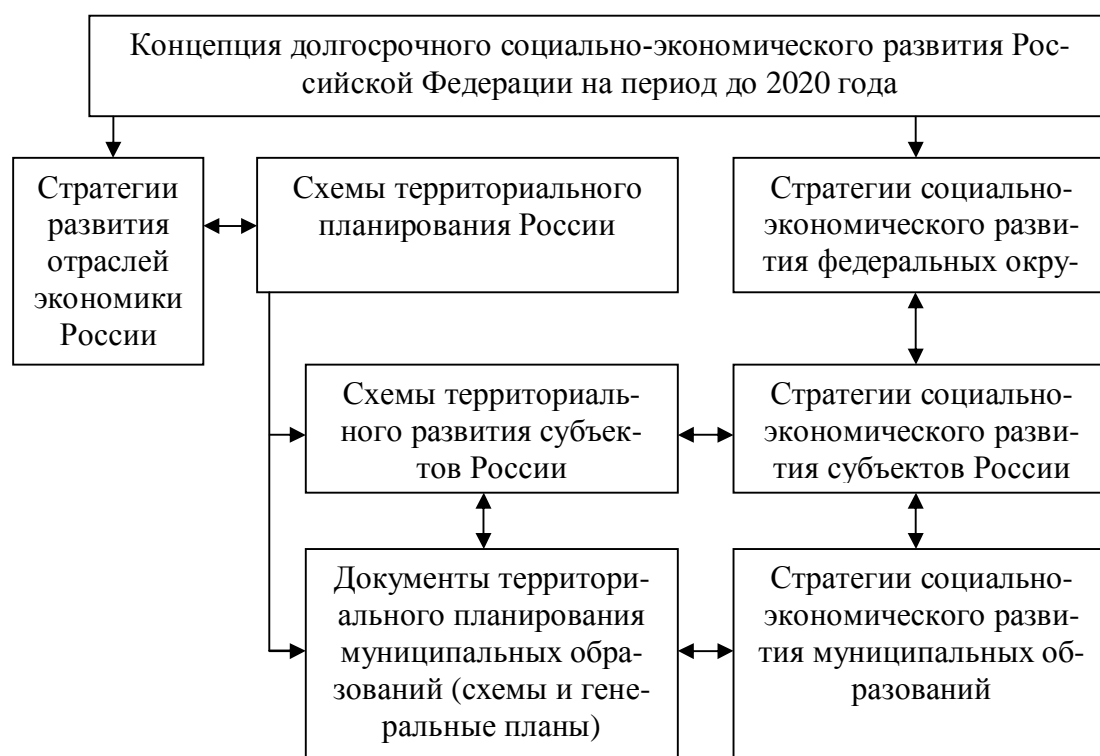 Концепция долгосрочного социально-экономического развития Рос-
сийской Федерации на период до 2020 года
Стратегии
развития
отраслей
экономики
России
Схемы территориального
планирования России
Стратегии социально-
экономического разви-
тия федеральных окру-
Схемы территориаль-
ного развития субъек-
тов России
Стратегии социально-
экономического разви-
тия субъектов России
Документы территори-
ального планирования
муниципальных обра-
зований (схемы и гене-
ральные планы)
Стратегии социально-
экономического разви-
тия муниципальных об-
разований